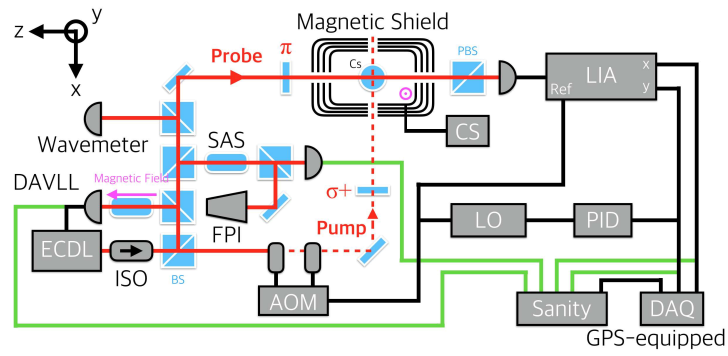 Magnetic Shield
y
z
x
Probe
π
Cs
PBS
LIA
x
y
Ref
Wavemeter
SAS
CS
DAVLL
Magnetic Field
σ+
FPI
Pump
LO
PID
ECDL
ISO
BS
AOM
Sanity
DAQ
GPS-equipped